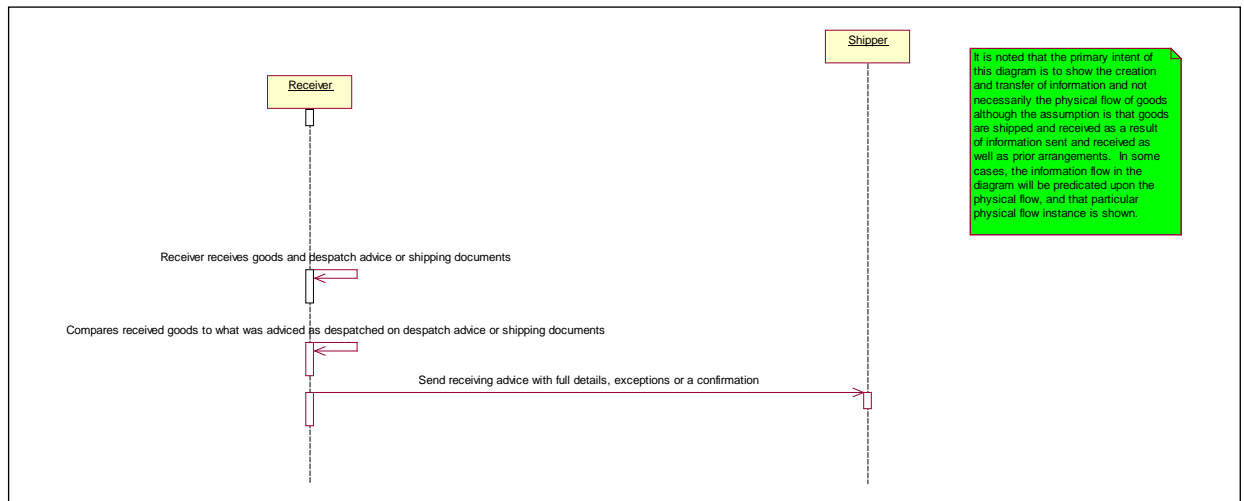 Shipper
Receiver
It is noted that the primary intent of
this diagram is to show the creation
and transfer of information and not
necessarily the physical flow of goods
although the assumption is that goods
are shipped and received as a result
of information sent and received as
well as prior arrangements.  In some
cases, the information flow in the
diagram will be predicated upon the
physical flow, and that particular
physical flow instance is shown.
Receiver receives goods and despatch advice or shipping documents
Compares received goods to what was adviced as despatched on despatch advice or shipping documents
Send receiving advice with full details, exceptions or a confirmation